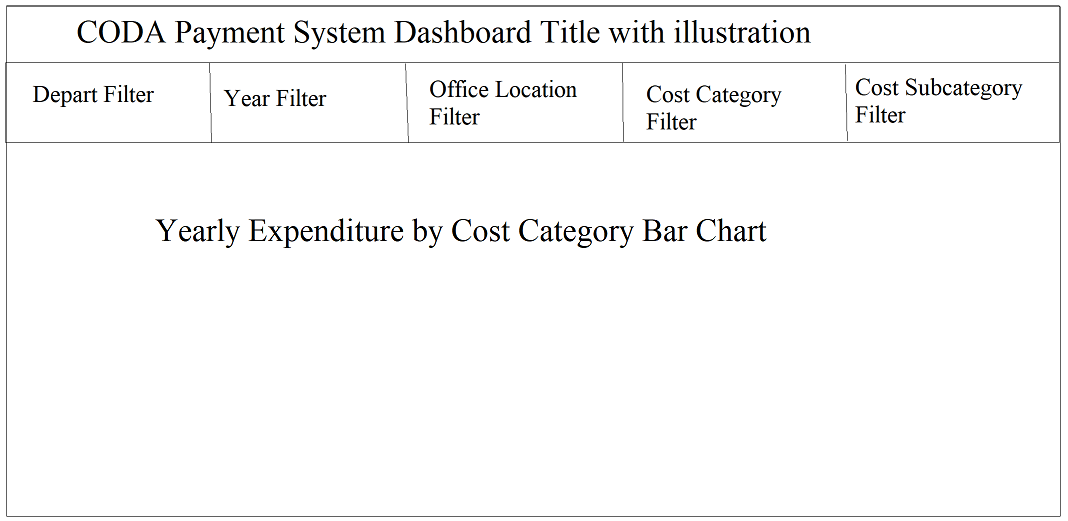 CODA Payment System Dashboard Title with illustration
Depart Filter
Year Filter
Office Location
Filter
Cost Category
Filter
Cost Subcategory
Filter
Yearly Expenditure by Cost Category Bar Chart